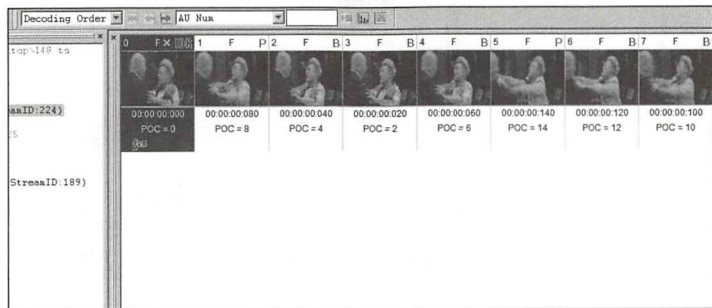 Decoding Order AU Num
top\148 ts
amID:224)
25
StreamID:189)
0 F
1 F P
2 F B
3 F B
4 F B
5 F P
6 F B
7 F B
00:00:00:000 00:00:00:080 00:00:00:040 00:00:00:020 00:00:00:060 00:00:00:140 00:00:00:120 00:00:00:100
POC = 0 POC = 8 POC = 4 POC = 2 POC = 6 POC = 14 POC = 12 POC = 10